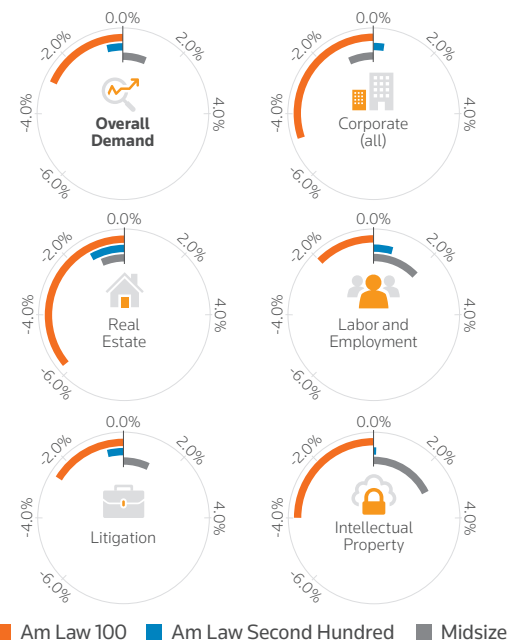 0.0%
-2.0%
2.0%
-4.0%
4.0%
-6.0%
Overall
Demand
0.0%
-2.0%
2.0%
-4.0%
4.0%
-6.0%
Corporate
(all)
0.0%
-2.0%
2.0%
-4.0%
4.0%
-6.0%
Real
Estate
0.0%
-2.0%
2.0%
-4.0%
4.0%
-6.0%
Labor and
Employment
0.0%
-2.0%
2.0%
-4.0%
4.0%
-6.0%
Litigation
0.0%
-2.0%
2.0%
-4.0%
4.0%
-6.0%
Intellectual
Property
Am Law 100
Am Law Second Hundred
Midsize